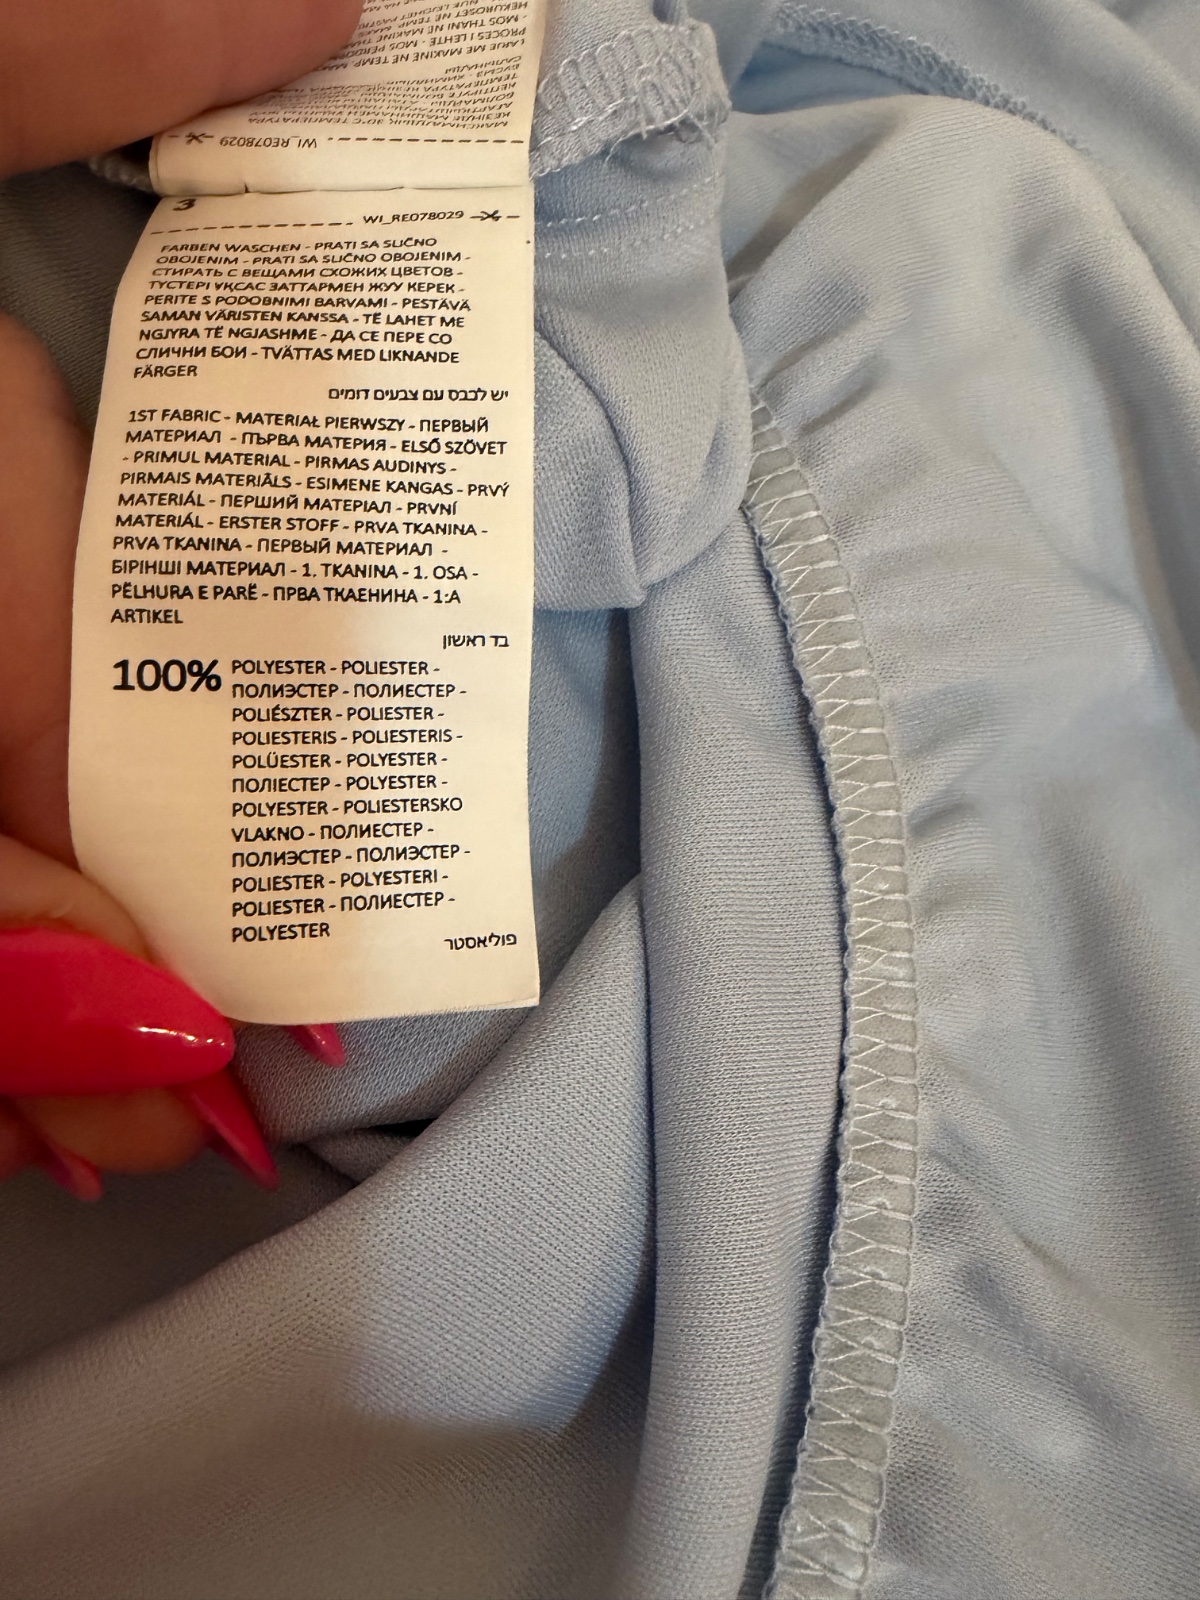 WI_RE078029
3
WI_RE078029
FARBEN WASCHEN - PRATI SA SLIČNO
OBOJENIM - PRATI SA SLIČNO OBOJENIM -
СТИРАТЬ С ВЕЩАМИ СХОЖИХ ЦВЕТОВ -
ТҮСТЕРІ ҰҚСАС ЗАТТАРМЕН ЖУУ КЕРЕК -
PERITE S PODOBNIMI BARVAMI - PESTÄVÄ
SAMAN VÄRISTEN KANSSA - TË LAHET ME
NGJYRA TË NGJASHME - ДА СЕ ПЕРЕ СО
СЛИЧНИ БОИ - TVÄTTAS MED LIKNANDE
FÄRGER
יש לכבס עם צבעים דומים
1ST FABRIC - MATERIAŁ PIERWSZY - ПЕРВЫЙ
МАТЕРИАЛ - ПЪРВА МАТЕРИЯ - ELSŐ SZÖVET
- PRIMUL MATERIAL - PIRMAS AUDINYS -
PIRMAIS MATERIĀLS - ESIMENE KANGAS - PRVÝ
MATERIÁL - ПЕРШИЙ МАТЕРІАЛ - PRVNÍ
MATERIÁL - ERSTER STOFF - PRVA TKANINA -
PRVA TKANINA - ПЕРВЫЙ МАТЕРИАЛ -
БІРІНШІ МАТЕРИАЛ - 1. TKANINA - 1. OSA -
PËLHURA E PARË - ПРВА ТКАЕНИНА - 1:A
ARTIKEL
בד ראשון
100% POLYESTER - POLIESTER -
ПОЛИЭСТЕР - ПОЛИЕСТЕР -
POLIÉSZTER - POLIESTER -
POLIESTERIS - POLIESTERIS -
POLÜESTER - POLYESTER -
ПОЛІЕСТЕР - POLYESTER -
POLYESTER - POLIESTERSKO
VLAKNO - ПОЛИЕСТЕР -
ПОЛИЭСТЕР - ПОЛИЭСТЕР -
POLIESTER - POLYESTERI -
POLIESTER - ПОЛИЕСТЕР -
POLYESTER
פוליאסטר